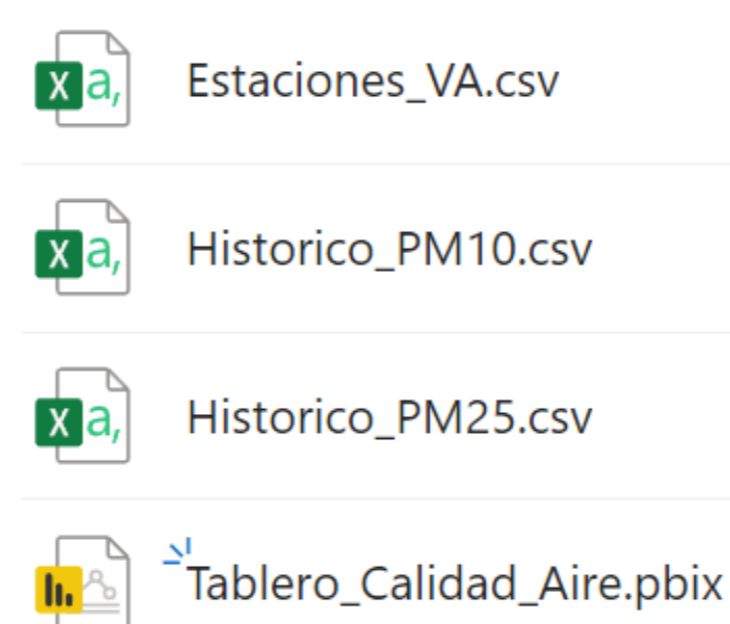 Estaciones_VA.csv
Historico_PM10.csv
Historico_PM25.csv
Tablero_Calidad_Aire.pbix